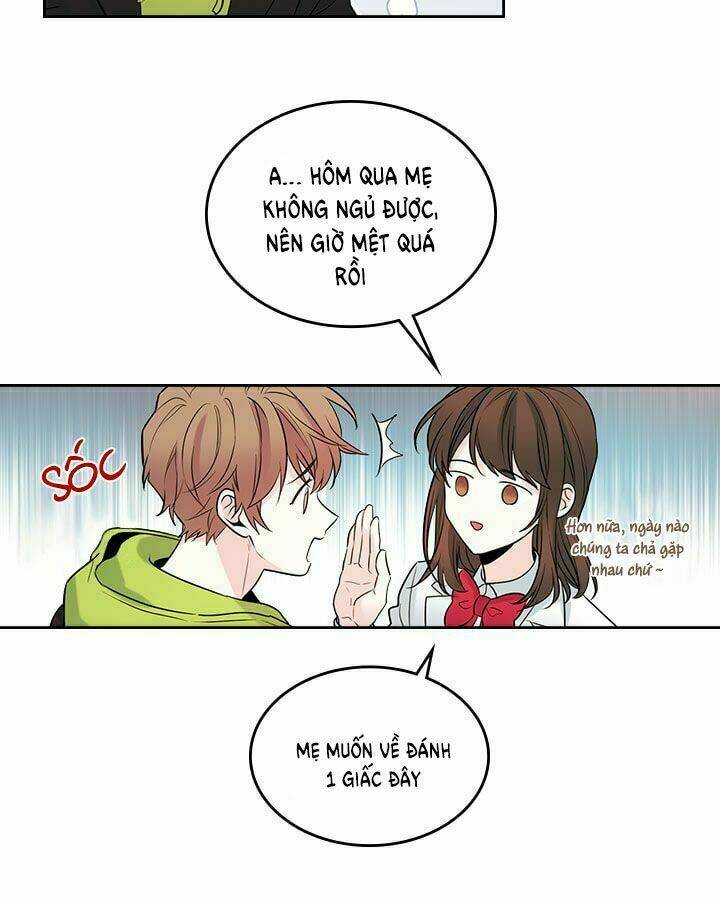 A... HÔM QUA MẸ
KHÔNG NGỦ ĐƯỢC,
NÊN GIỜ MỆT QUÁ
RỒI
SỐC
Hơn nữa, ngày nào
chúng ta chả gặp
nhau chứ ~
MẸ MUỐN VỀ ĐÁNH
1 GIẤC ĐÂY